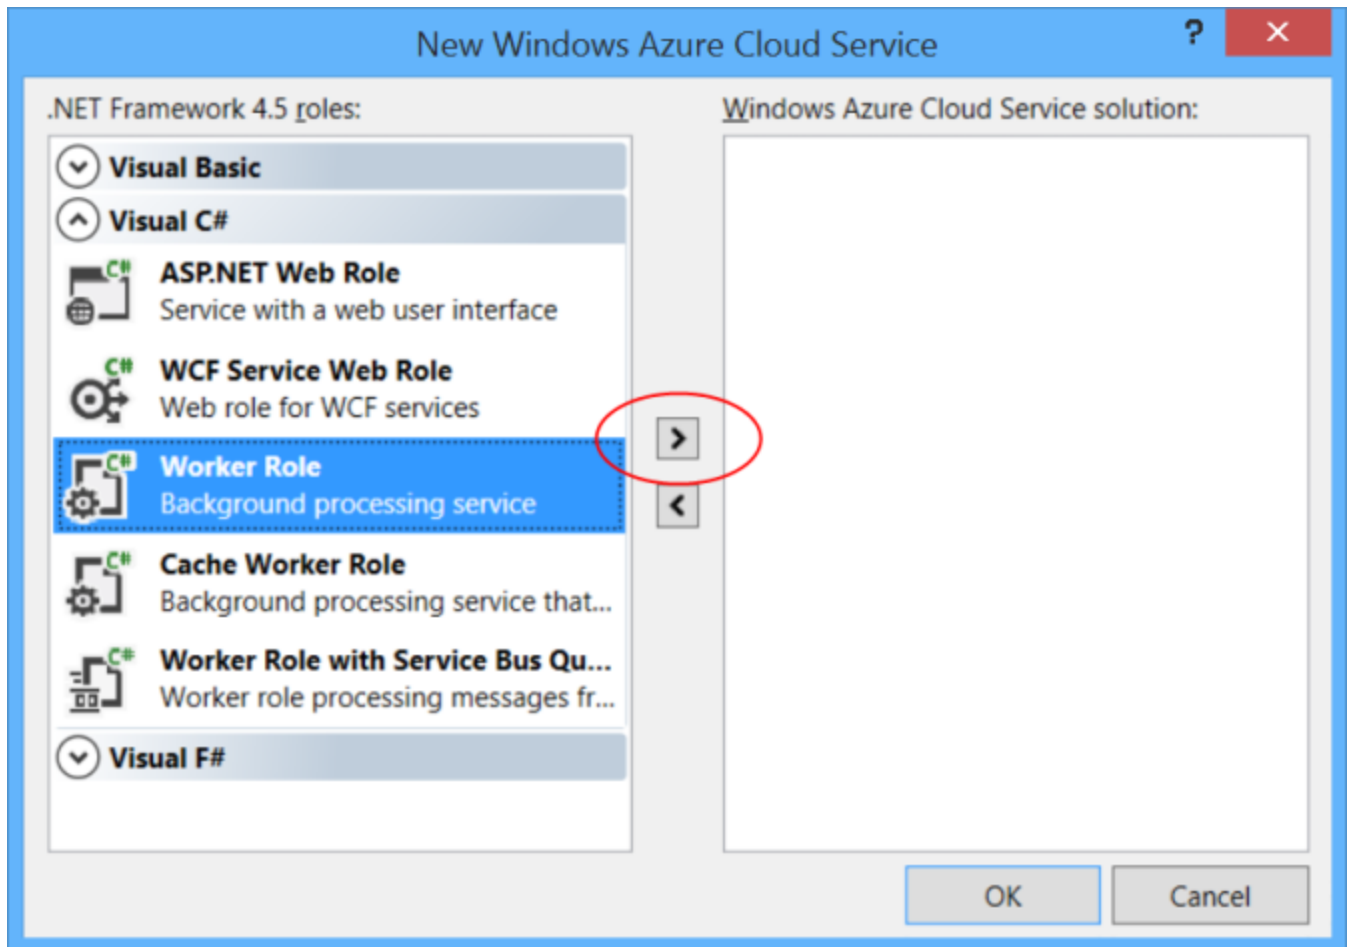 New Windows Azure Cloud Service
?
.NET Framework 4.5 roles:
Windows Azure Cloud Service solution:
Visual Basic
Visual C#
C#
ASP.NET Web Role
Service with a web user interface
C#
WCF Service Web Role
Web role for WCF services
C#
Worker Role
Background processing service
C#
Cache Worker Role
Background processing service that...
C#
Worker Role with Service Bus Qu...
Worker role processing messages fr...
Visual F#
OK
Cancel